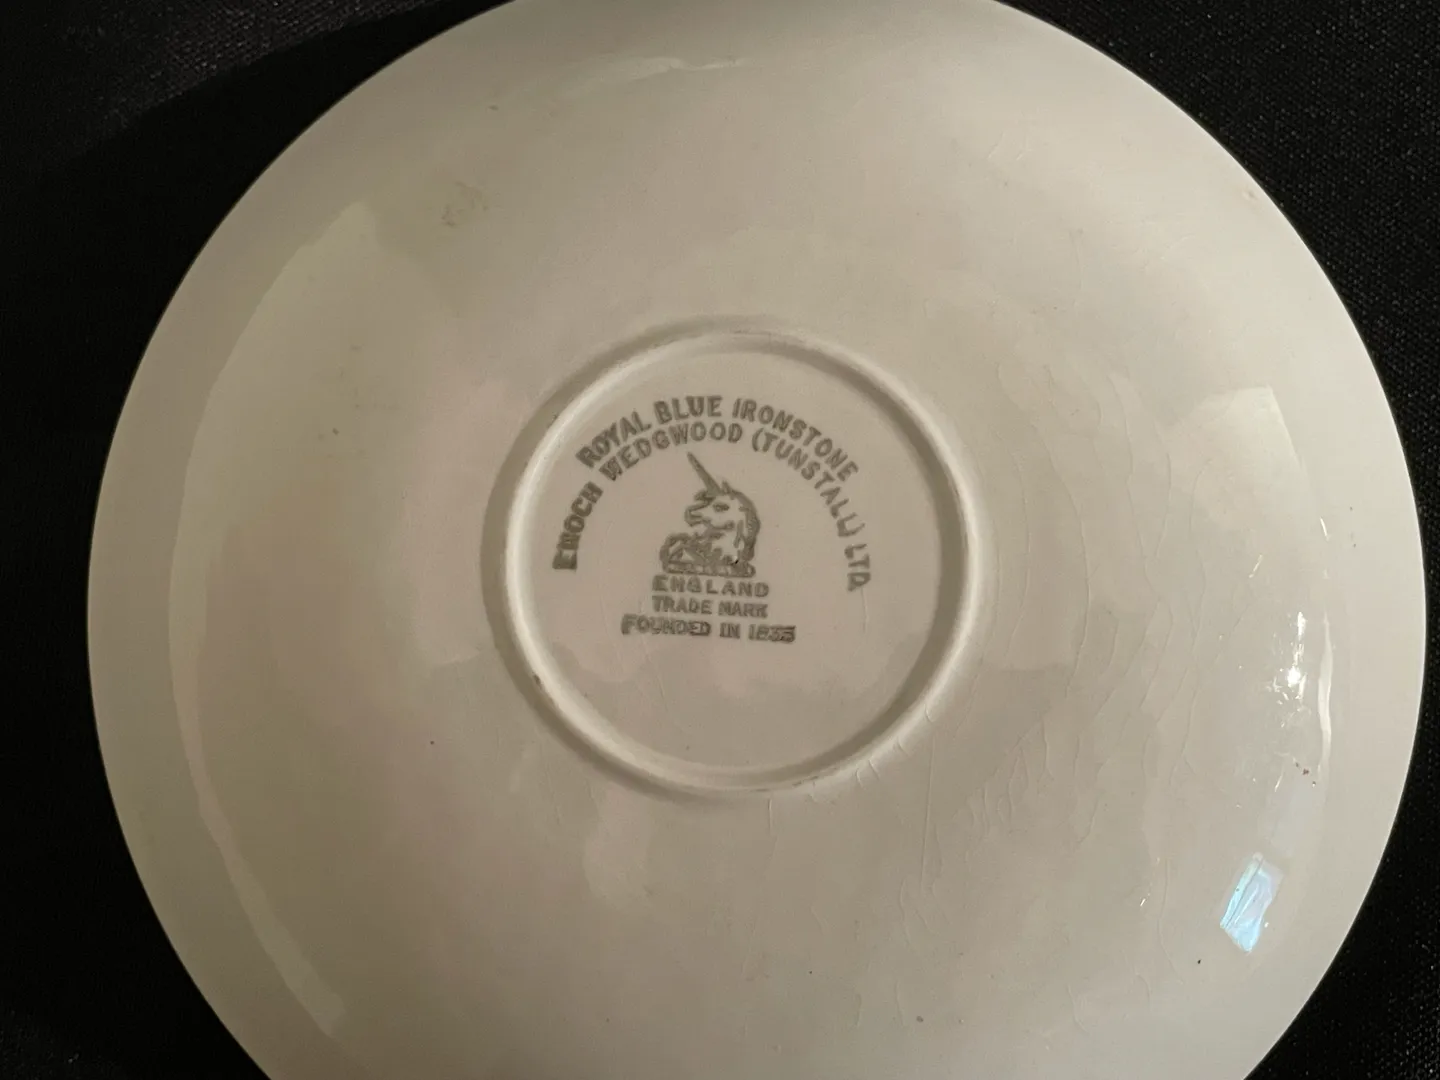 ROYAL BLUE IRONSTONE
ENOCH WEDGWOOD (TUNSTALL) LTD.
ENGLAND
TRADE MARK
FOUNDED IN 1835